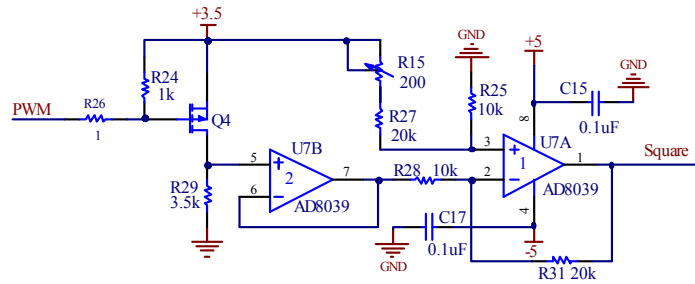 +3.5
R24
1k
PWM
R26
1
Q4
R29
3.5k
R15
200
R27
20k
GND
R25
10k
+5
C15
0.1uF
GND
5
6
U7B
+
2
−
7
AD8039
R28
10k
3
2
U7A
+
1
−
8
4
1
AD8039
Square
C17
0.1uF
GND
-5
R31 20k